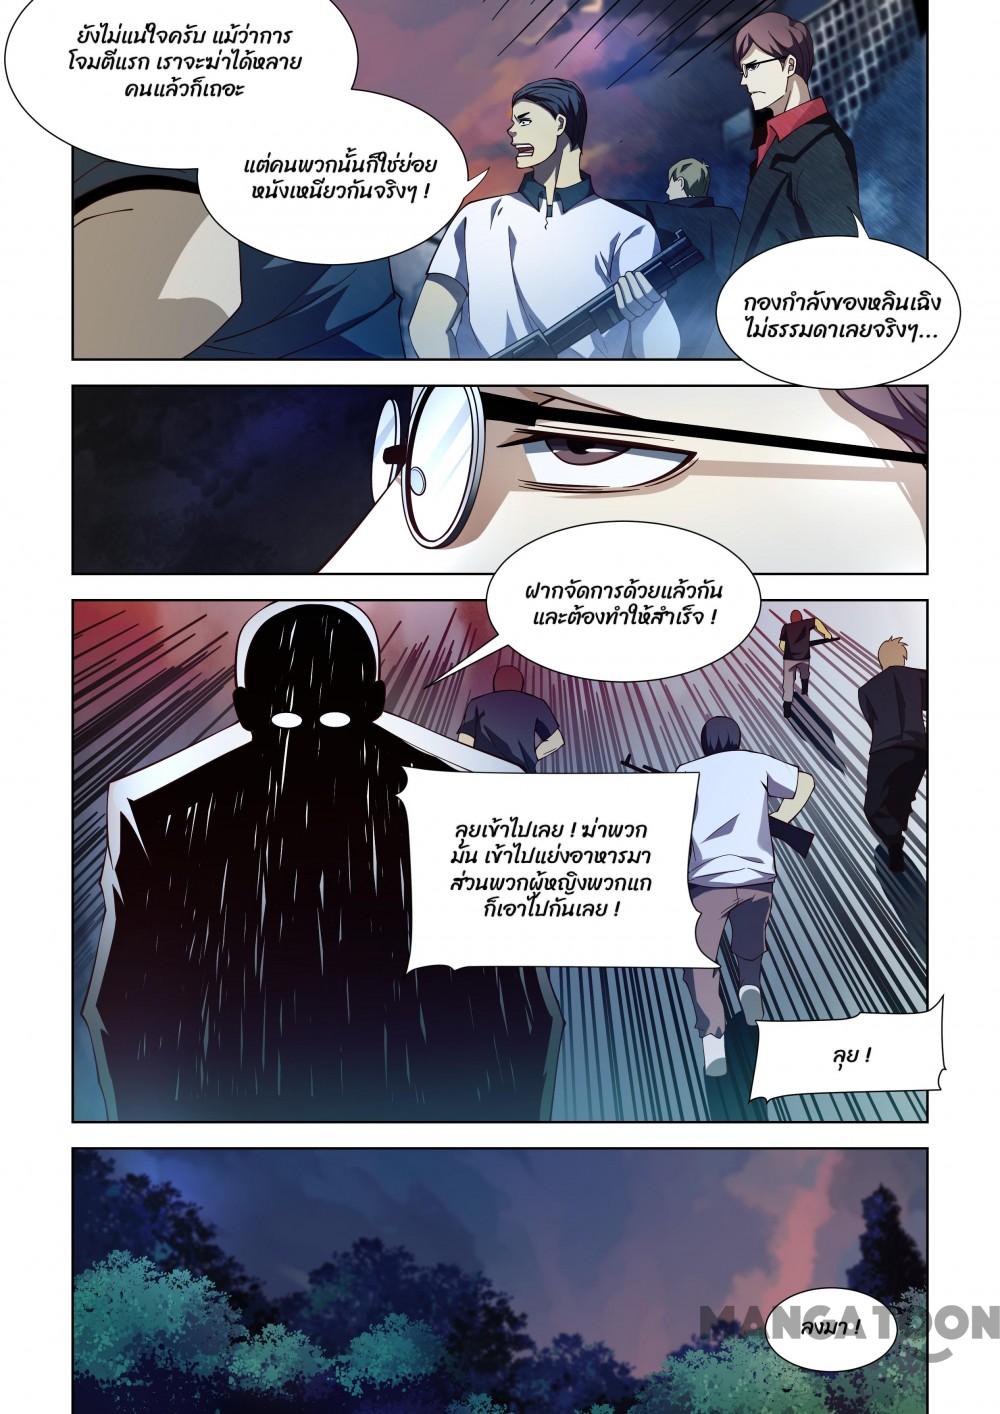 ยังไม่แน่ใจครับ แม้ว่าการ
โจมตีแรก เราจะฆ่าได้หลาย
คนแล้วก็เถอะ
แต่คนพวกนั้นก็ใช่ย่อย
หนังเหนียวกันจริงๆ !
กองกำลังของหลินเฉิง
ไม่ธรรมดาเลยจริงๆ...
ฝากจัดการด้วยแล้วกัน
และต้องทำให้สำเร็จ !
ลุยเข้าไปเลย ! ฆ่าพวก
มัน เข้าไปแย่งอาหารมา
ส่วนพวกผู้หญิงพวกแก
ก็เอาไปกันเลย !
ลุย !
ลงมา !
MANGATOON